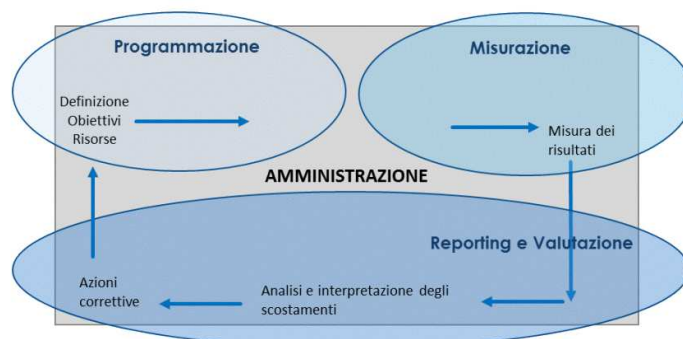 Programmazione
Misurazione
Definizione
Obiettivi
Risorse
Misura dei
risultati
AMMINISTRAZIONE
Reporting e Valutazione
Azioni
correttive
Analisi e interpretazione degli
scostamenti